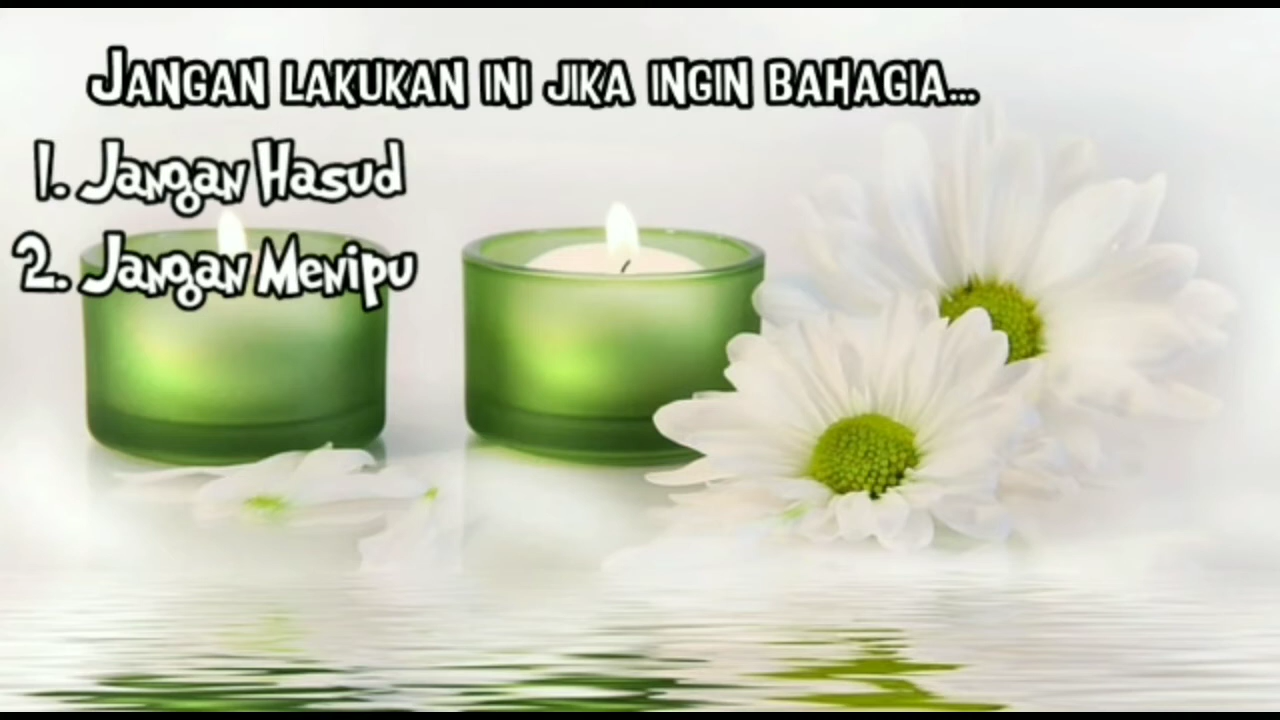 Jangan lakukan ini jika ingin bahagia...
1. Jangan Hasud
2. Jangan Menipu